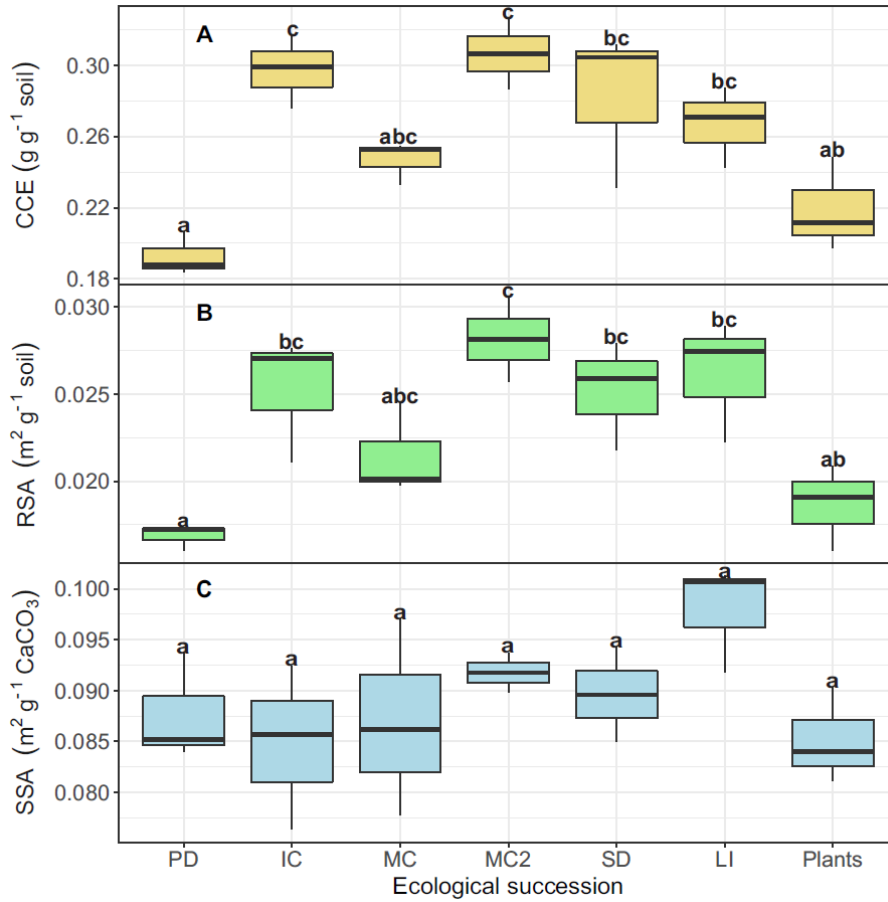 A
CCE (g g⁻¹ soil)
0.30
0.26
0.22
0.18
a
c
abc
c
bc
bc
ab
B
RSA (m² g⁻¹ soil)
0.030
0.025
0.020
a
bc
abc
c
bc
bc
ab
C
SSA (m² g⁻¹ CaCO₃)
0.100
0.095
0.090
0.085
0.080
a
a
a
a
a
a
a
PD IC MC MC2 SD LI Plants
Ecological succession